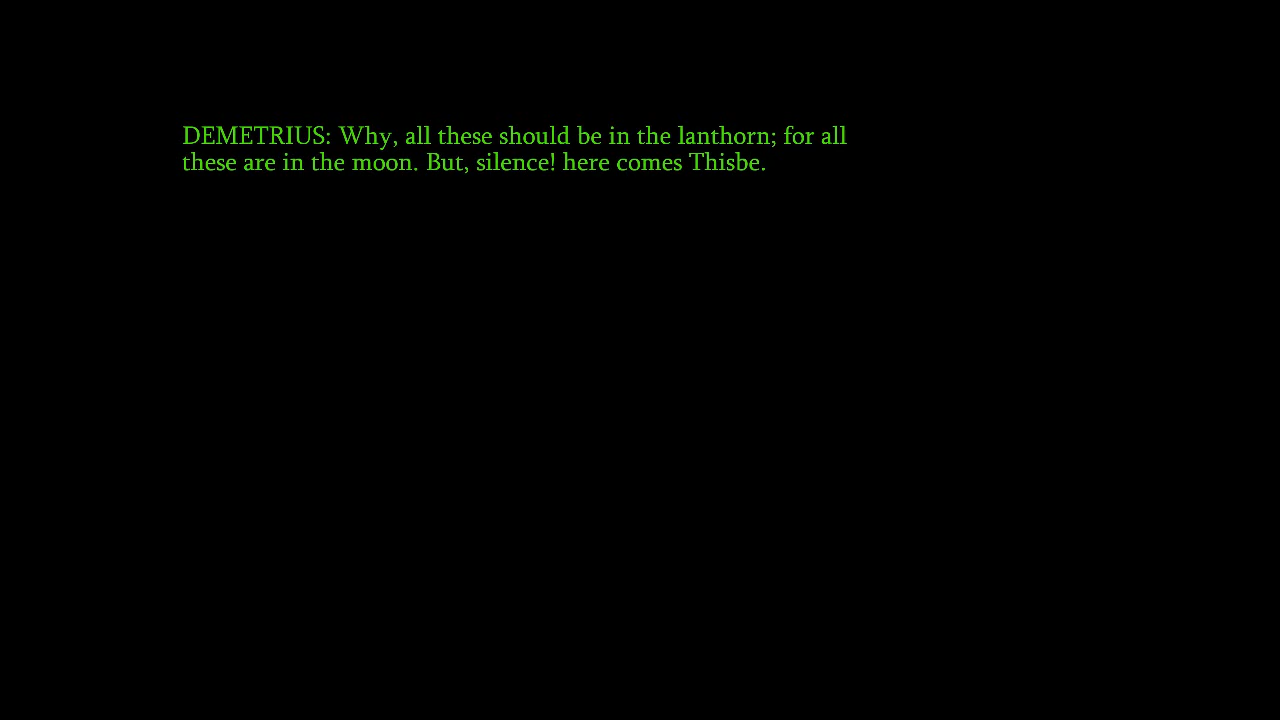 DEMETRIUS: Why, all these should be in the lanthorn; for all
these are in the moon. But, silence! here comes Thisbe.